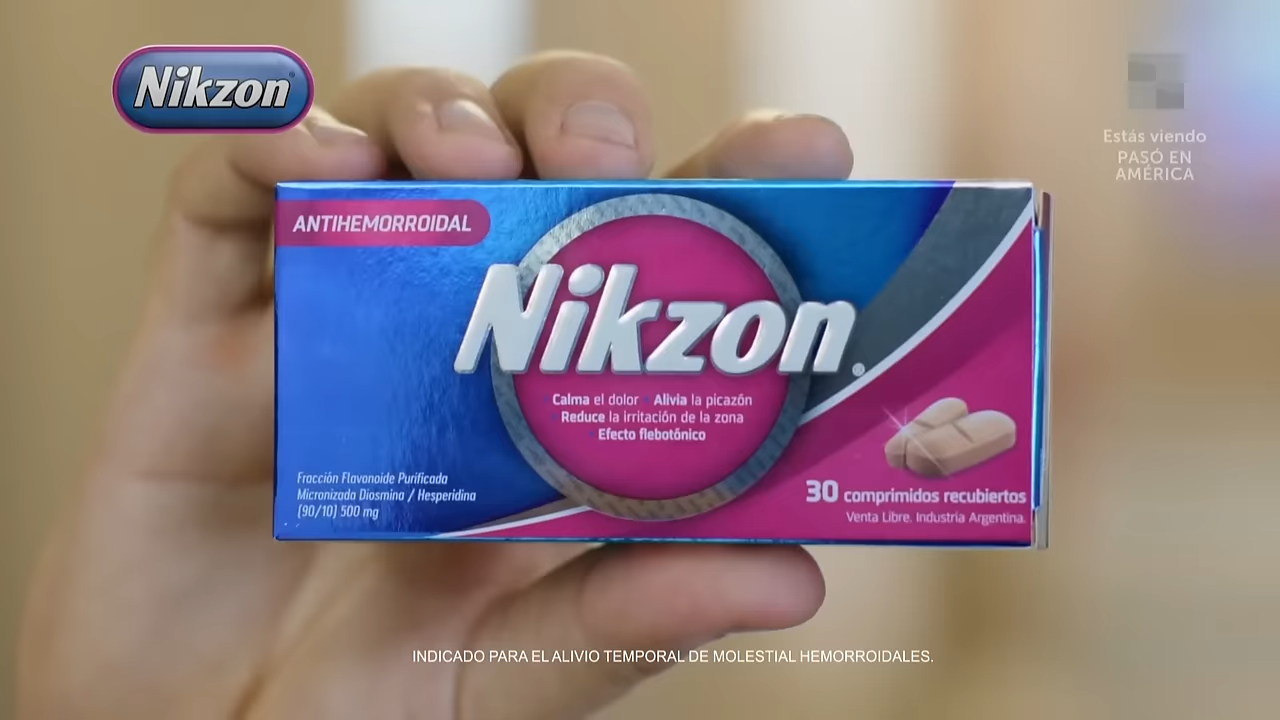 Nikzon
Estás viendo
PASÓ EN
AMÉRICA
ANTIHEMORROIDAL
Nikzon®
Calma el dolor Alivia la picazón
Reduce la irritación de la zona
Efecto flebotónico
Fracción Flavonoide Purificada
Micronizada Diosmina / Hesperidina
(90/10) 500 mg
30 comprimidos recubiertos
Venta Libre. Industria Argentina.
INDICADO PARA EL ALIVIO TEMPORAL DE MOLESTIAL HEMORROIDALES.